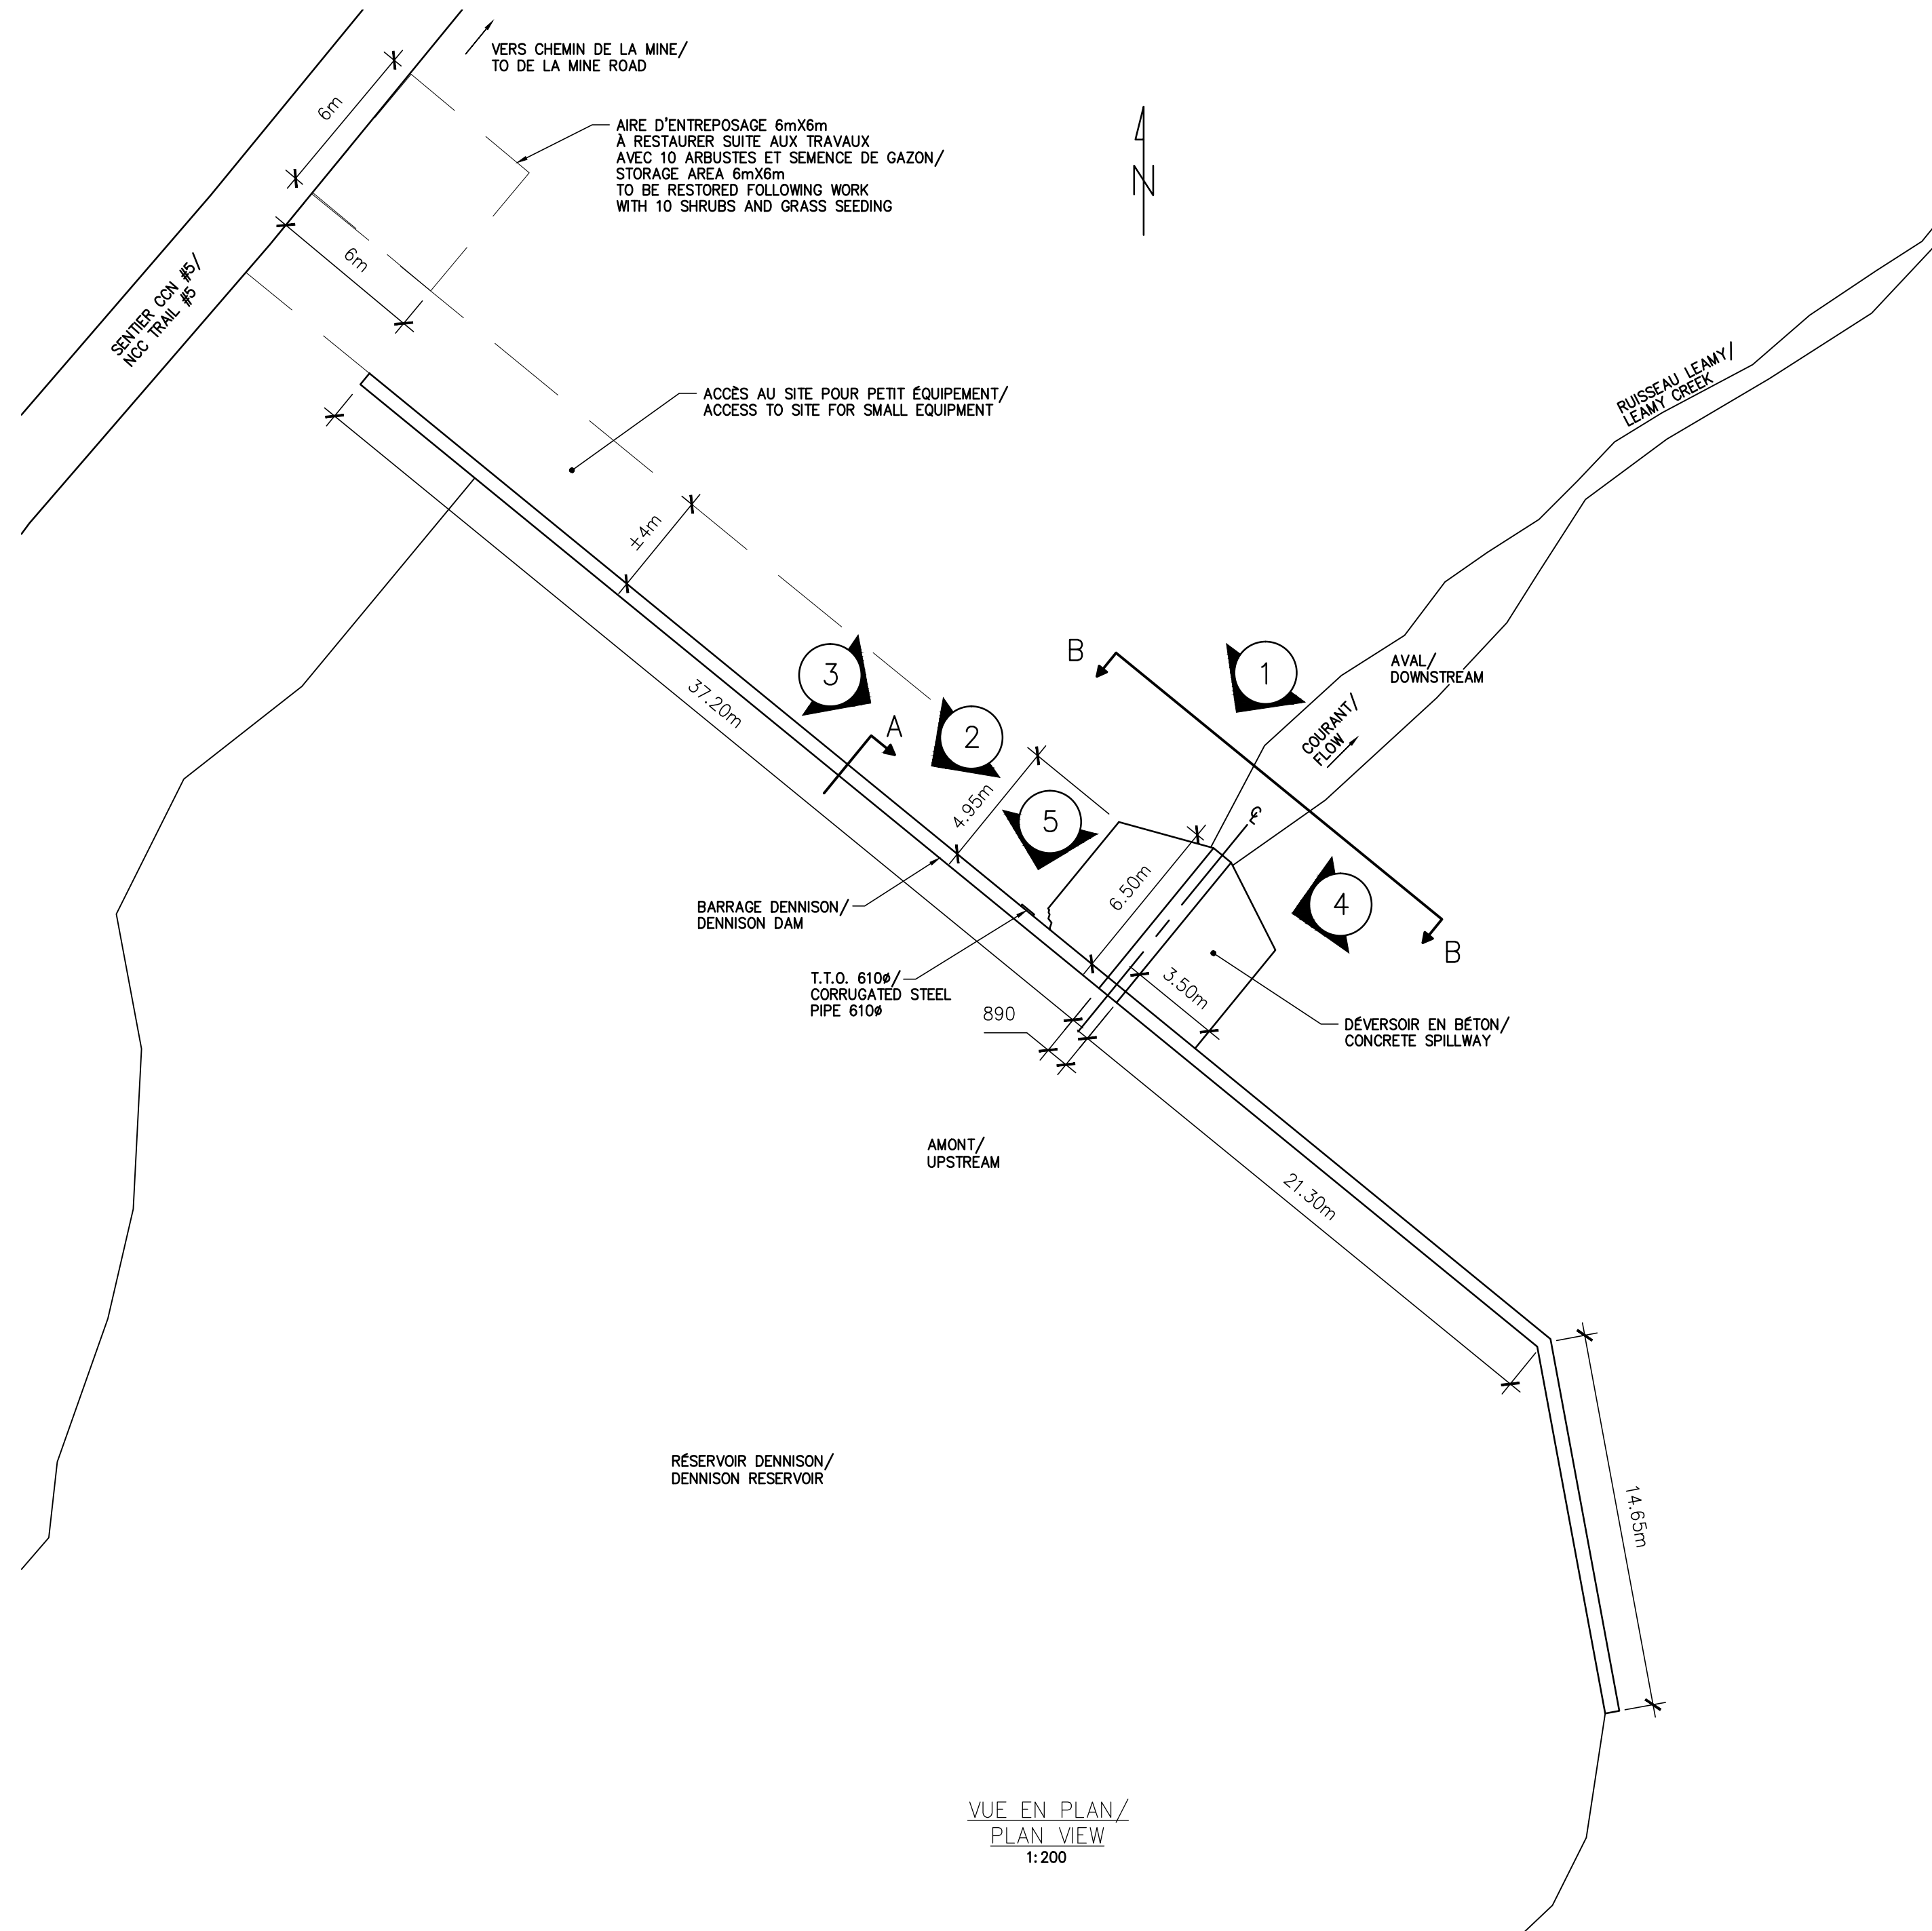 VERS CHEMIN DE LA MINE/
TO DE LA MINE ROAD
6m
AIRE D'ENTREPOSAGE 6mX6m
À RESTAURER SUITE AUX TRAVAUX
AVEC 10 ARBUSTES ET SEMENCE DE GAZON/
STORAGE AREA 6mX6m
TO BE RESTORED FOLLOWING WORK
WITH 10 SHRUBS AND GRASS SEEDING
N
6m
SENTIER CCN #5/
NCC TRAIL #5
ACCÈS AU SITE POUR PETIT ÉQUIPEMENT/
ACCESS TO SITE FOR SMALL EQUIPMENT
RUISSEAU LEAMY/
LEAMY CREEK
±4m
B
1
AVAL/
DOWNSTREAM
3
37.20m
A
2
COURANT/
FLOW
4.95m
5
℄
6.50m
4
B
BARRAGE DENNISON/
DENNISON DAM
T.T.O. 610ø/
CORRUGATED STEEL
PIPE 610ø
3.50m
890
DÉVERSOIR EN BÉTON/
CONCRETE SPILLWAY
AMONT/
UPSTREAM
21.30m
RÉSERVOIR DENNISON/
DENNISON RESERVOIR
14.65m
VUE EN PLAN/
PLAN VIEW
1:200